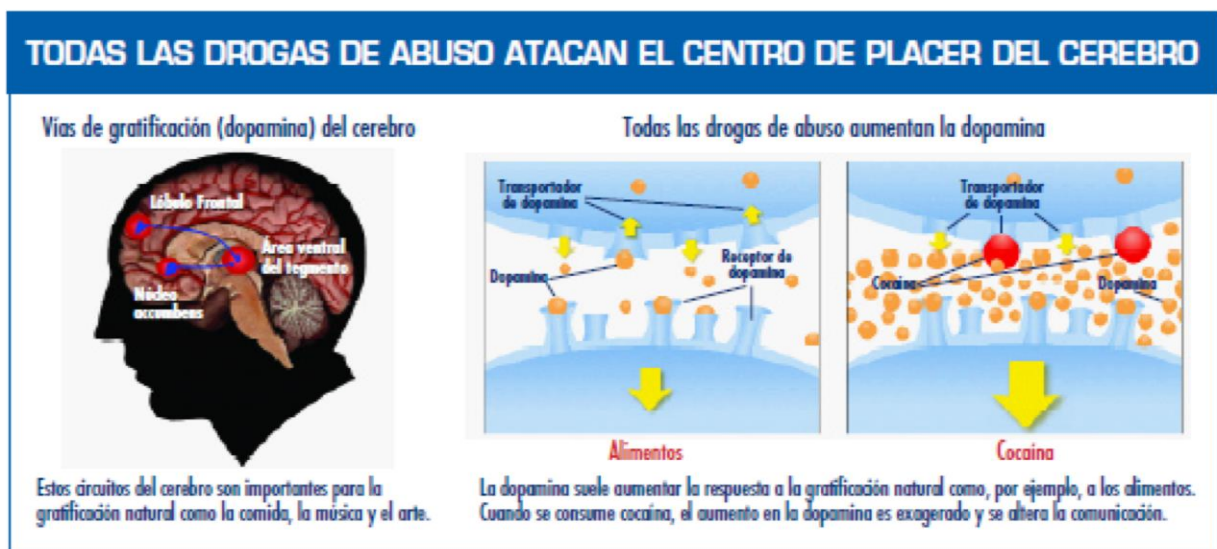 TODAS LAS DROGAS DE ABUSO ATACAN EL CENTRO DE PLACER DEL CEREBRO
Vías de gratificación (dopamina) del cerebro
Lóbulo Frontal
Área ventral
del tegmento
Núcleo
accumbens
Estos circuitos del cerebro son importantes para la
gratificación natural como la comida, la música y el arte.
Todas las drogas de abuso aumentan la dopamina
Transportador
de dopamina
Dopamina
Receptor de
dopamina
Alimentos
Transportador
de dopamina
Cocaína
Dopamina
Cocaína
La dopamina suele aumentar la respuesta a la gratificación natural como, por ejemplo, a los alimentos.
Cuando se consume cocaína, el aumento en la dopamina es exagerado y se altera la comunicación.